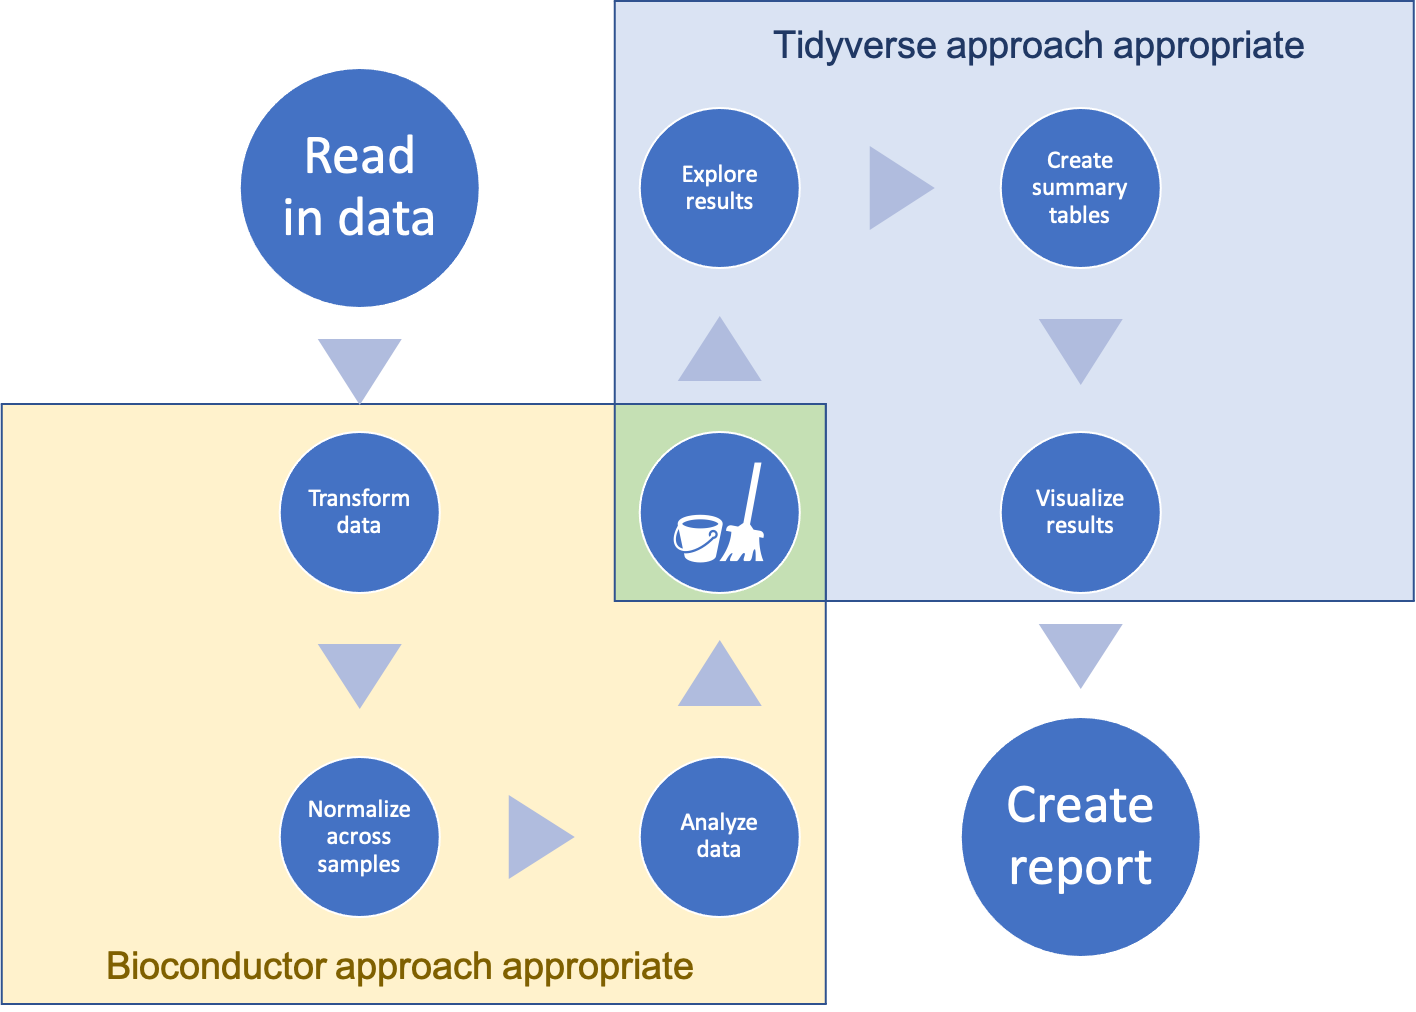 Tidyverse approach appropriate
Read
in data
Explore
results
Create
summary
tables
Transform
data
Visualize
results
Normalize
across
samples
Analyze
data
Create
report
Bioconductor approach appropriate